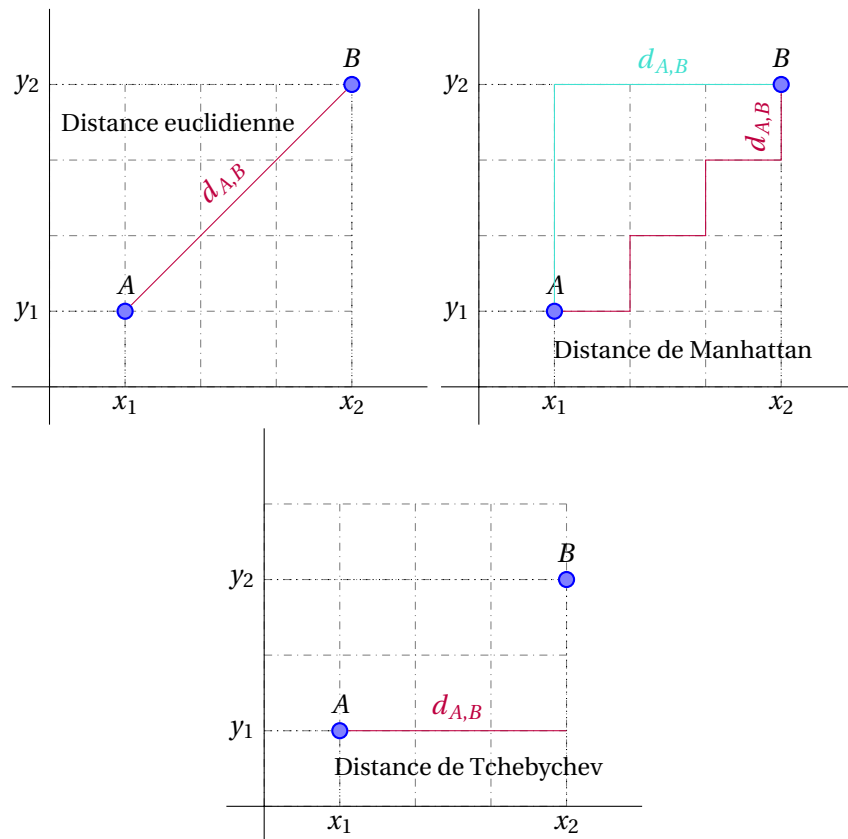 B
y2
Distance euclidienne
dA,B
A
y1
x1 x2
dA,B
B
y2
dA,B
A
y1
Distance de Manhattan
x1 x2
B
y2
A
dA,B
y1
Distance de Tchebychev
x1 x2